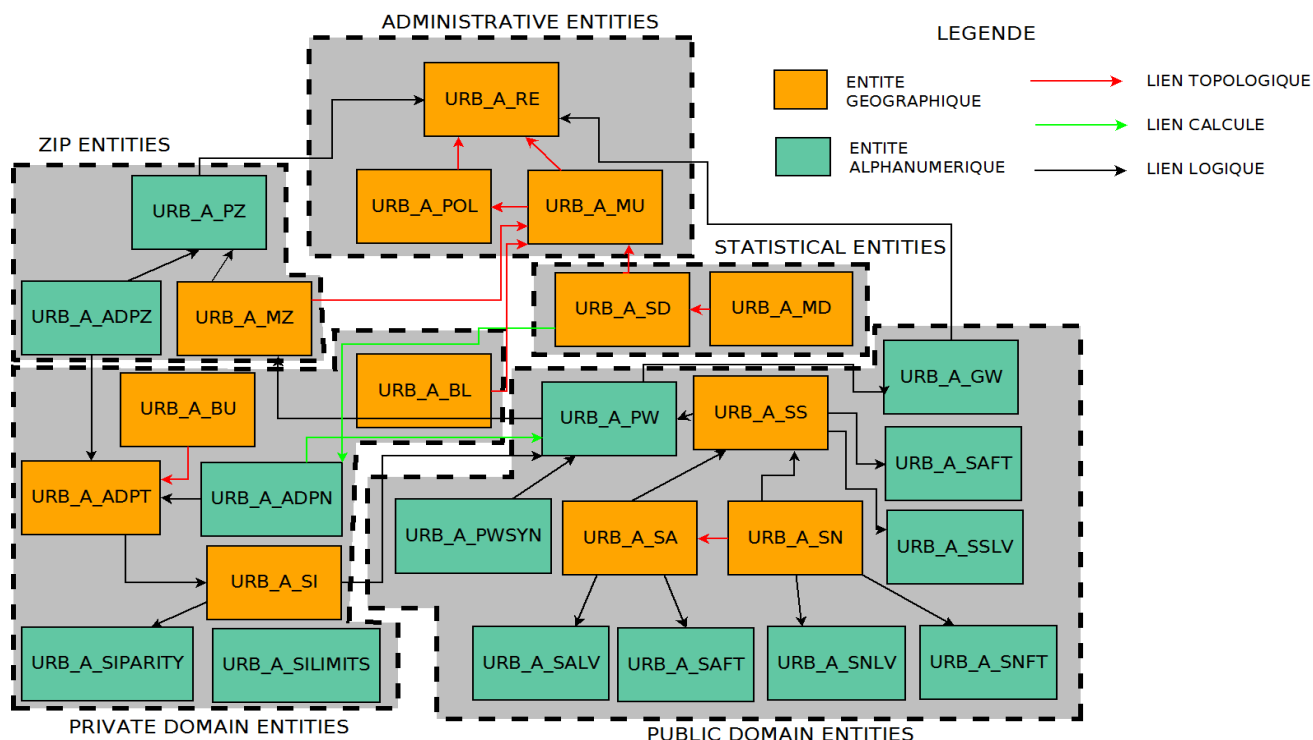 ADMINISTRATIVE ENTITIES
LEGENDE
ENTITE
GEOGRAPHIQUE
LIEN TOPOLOGIQUE
LIEN CALCULE
ENTITE
ALPHANUMERIQUE
LIEN LOGIQUE
URB_A_RE
ZIP ENTITIES
URB_A_PZ
URB_A_POL
URB_A_MU
STATISTICAL ENTITIES
URB_A_ADPZ
URB_A_MZ
URB_A_SD
URB_A_MD
URB_A_BU
URB_A_BL
URB_A_PW
URB_A_SS
URB_A_GW
URB_A_SAFT
URB_A_ADPT
URB_A_ADPN
URB_A_PWSYN
URB_A_SA
URB_A_SN
URB_A_SSLV
URB_A_SI
URB_A_SIPARITY
URB_A_SILIMITS
URB_A_SALV
URB_A_SAFT
URB_A_SNLV
URB_A_SNFT
PRIVATE DOMAIN ENTITIES
PUBLIC DOMAIN ENTITIES